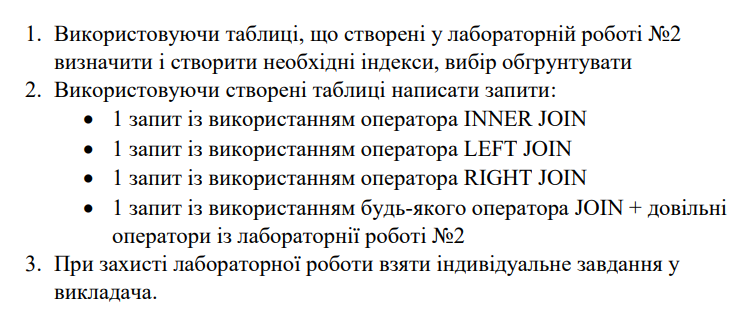 1. Використовуючи таблиці, що створені у лабораторній роботі №2
визначити і створити необхідні індекси, вибір обгрунтувати
2. Використовуючи створені таблиці написати запити:
• 1 запит із використанням оператора INNER JOIN
• 1 запит із використанням оператора LEFT JOIN
• 1 запит із використанням оператора RIGHT JOIN
• 1 запит із використанням будь-якого оператора JOIN + довільні
оператори із лабораторнії роботі №2
3. При захисті лабораторної роботи взяти індивідуальне завдання у
викладача.